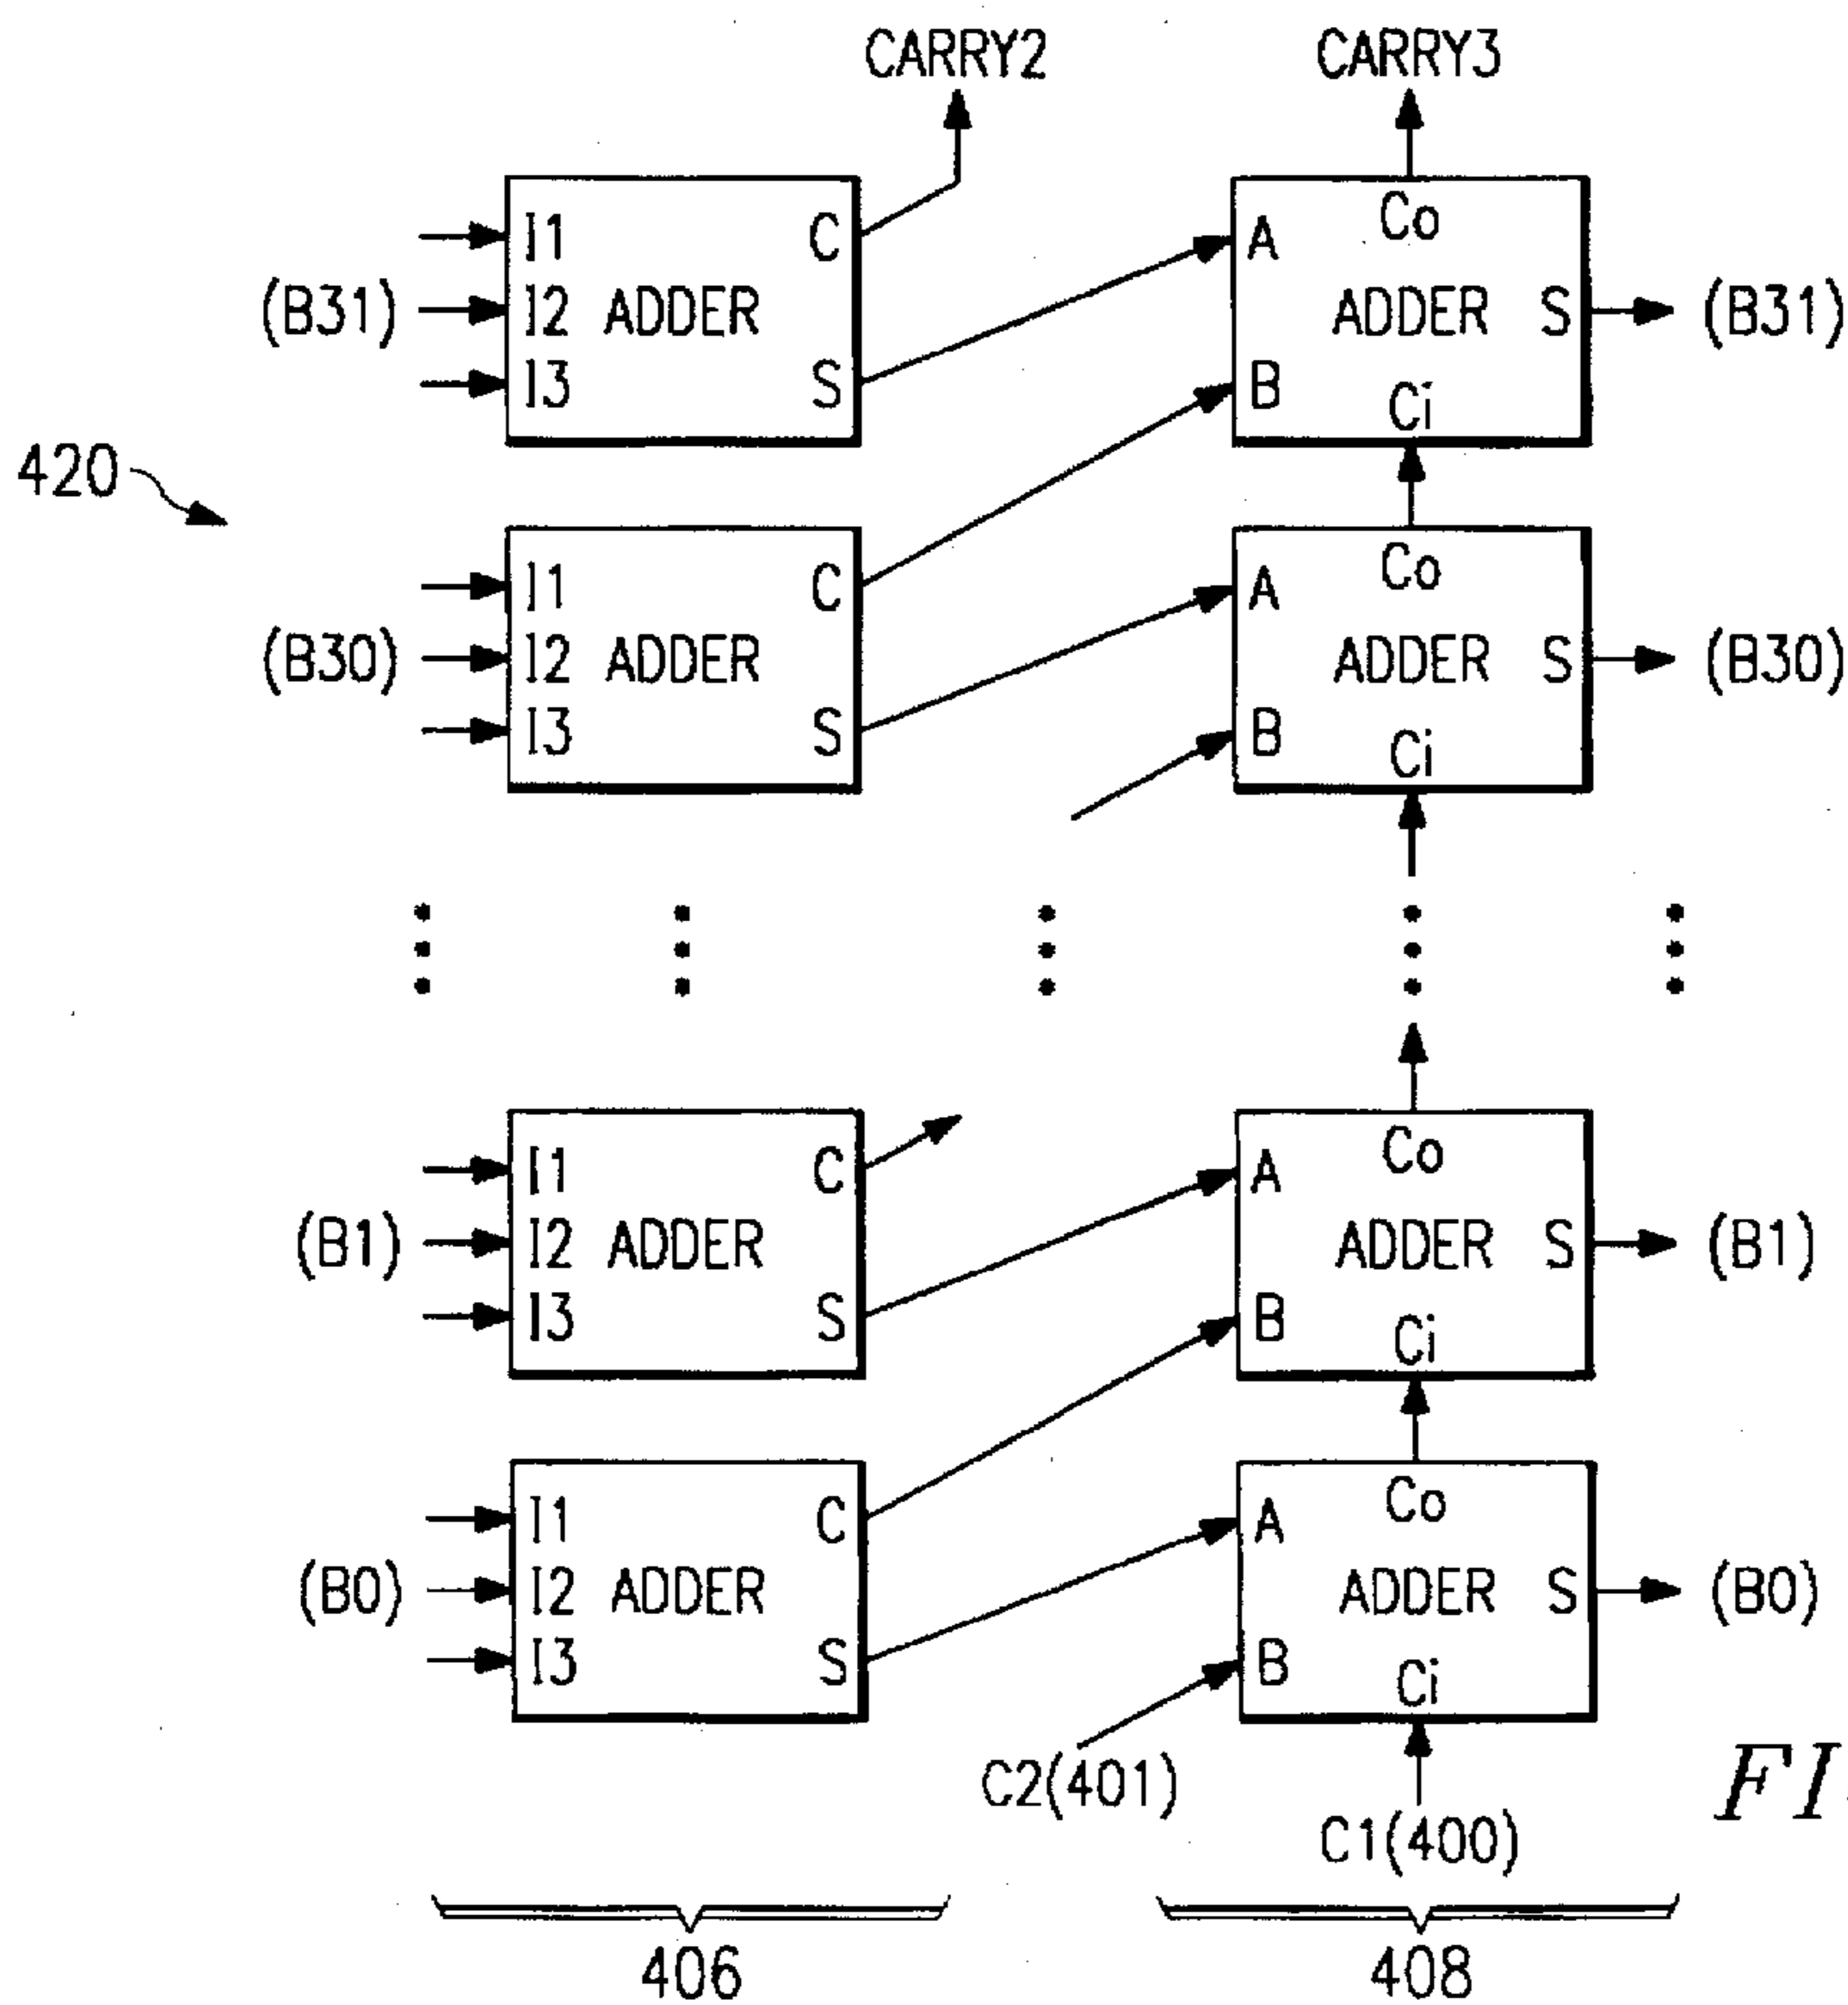 CARRY2 CARRY3
I1 C A Co
(B31) I2 ADDER ADDER S (B31)
I3 S B Ci
420
I1 C A Co
(B30) I2 ADDER ADDER S (B30)
I3 S B Ci
I1 C A Co
(B1) I2 ADDER ADDER S (B1)
I3 S B Ci
I1 C A Co
(B0) I2 ADDER ADDER S (B0)
I3 S B Ci
C2(401)
C1(400)
406 408